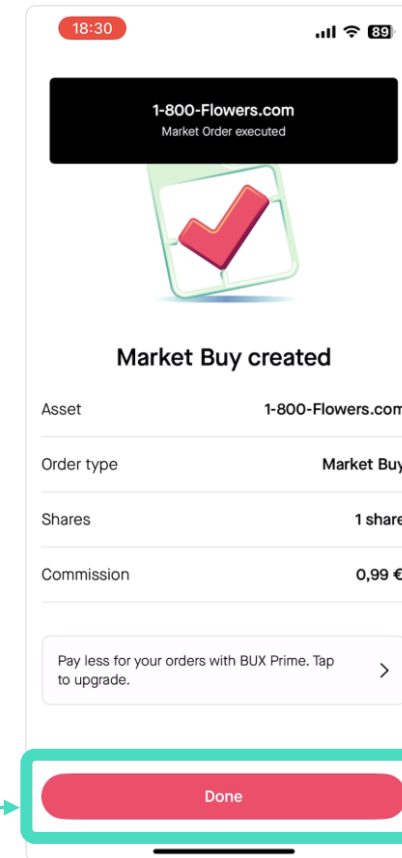 18:30
89
1-800-Flowers.com
Market Order executed
Market Buy created
Asset 1-800-Flowers.com
Order type Market Buy
Shares 1 share
Commission 0,99 €
Pay less for your orders with BUX Prime. Tap
to upgrade.
Done